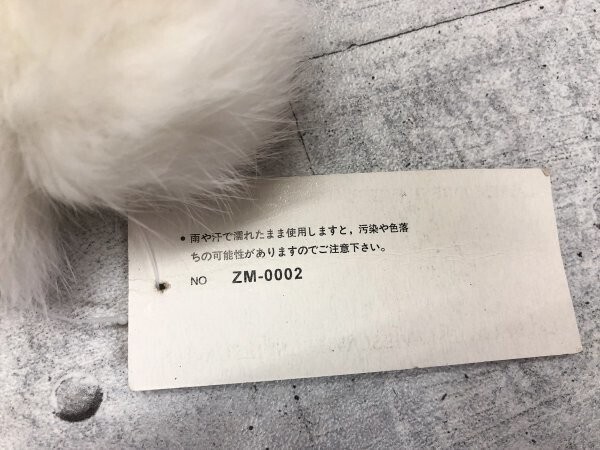 • 雨や汗で濡れたまま使用しますと，汚染や色落
ちの可能性がありますのでご注意下さい。
NO ZM-0002